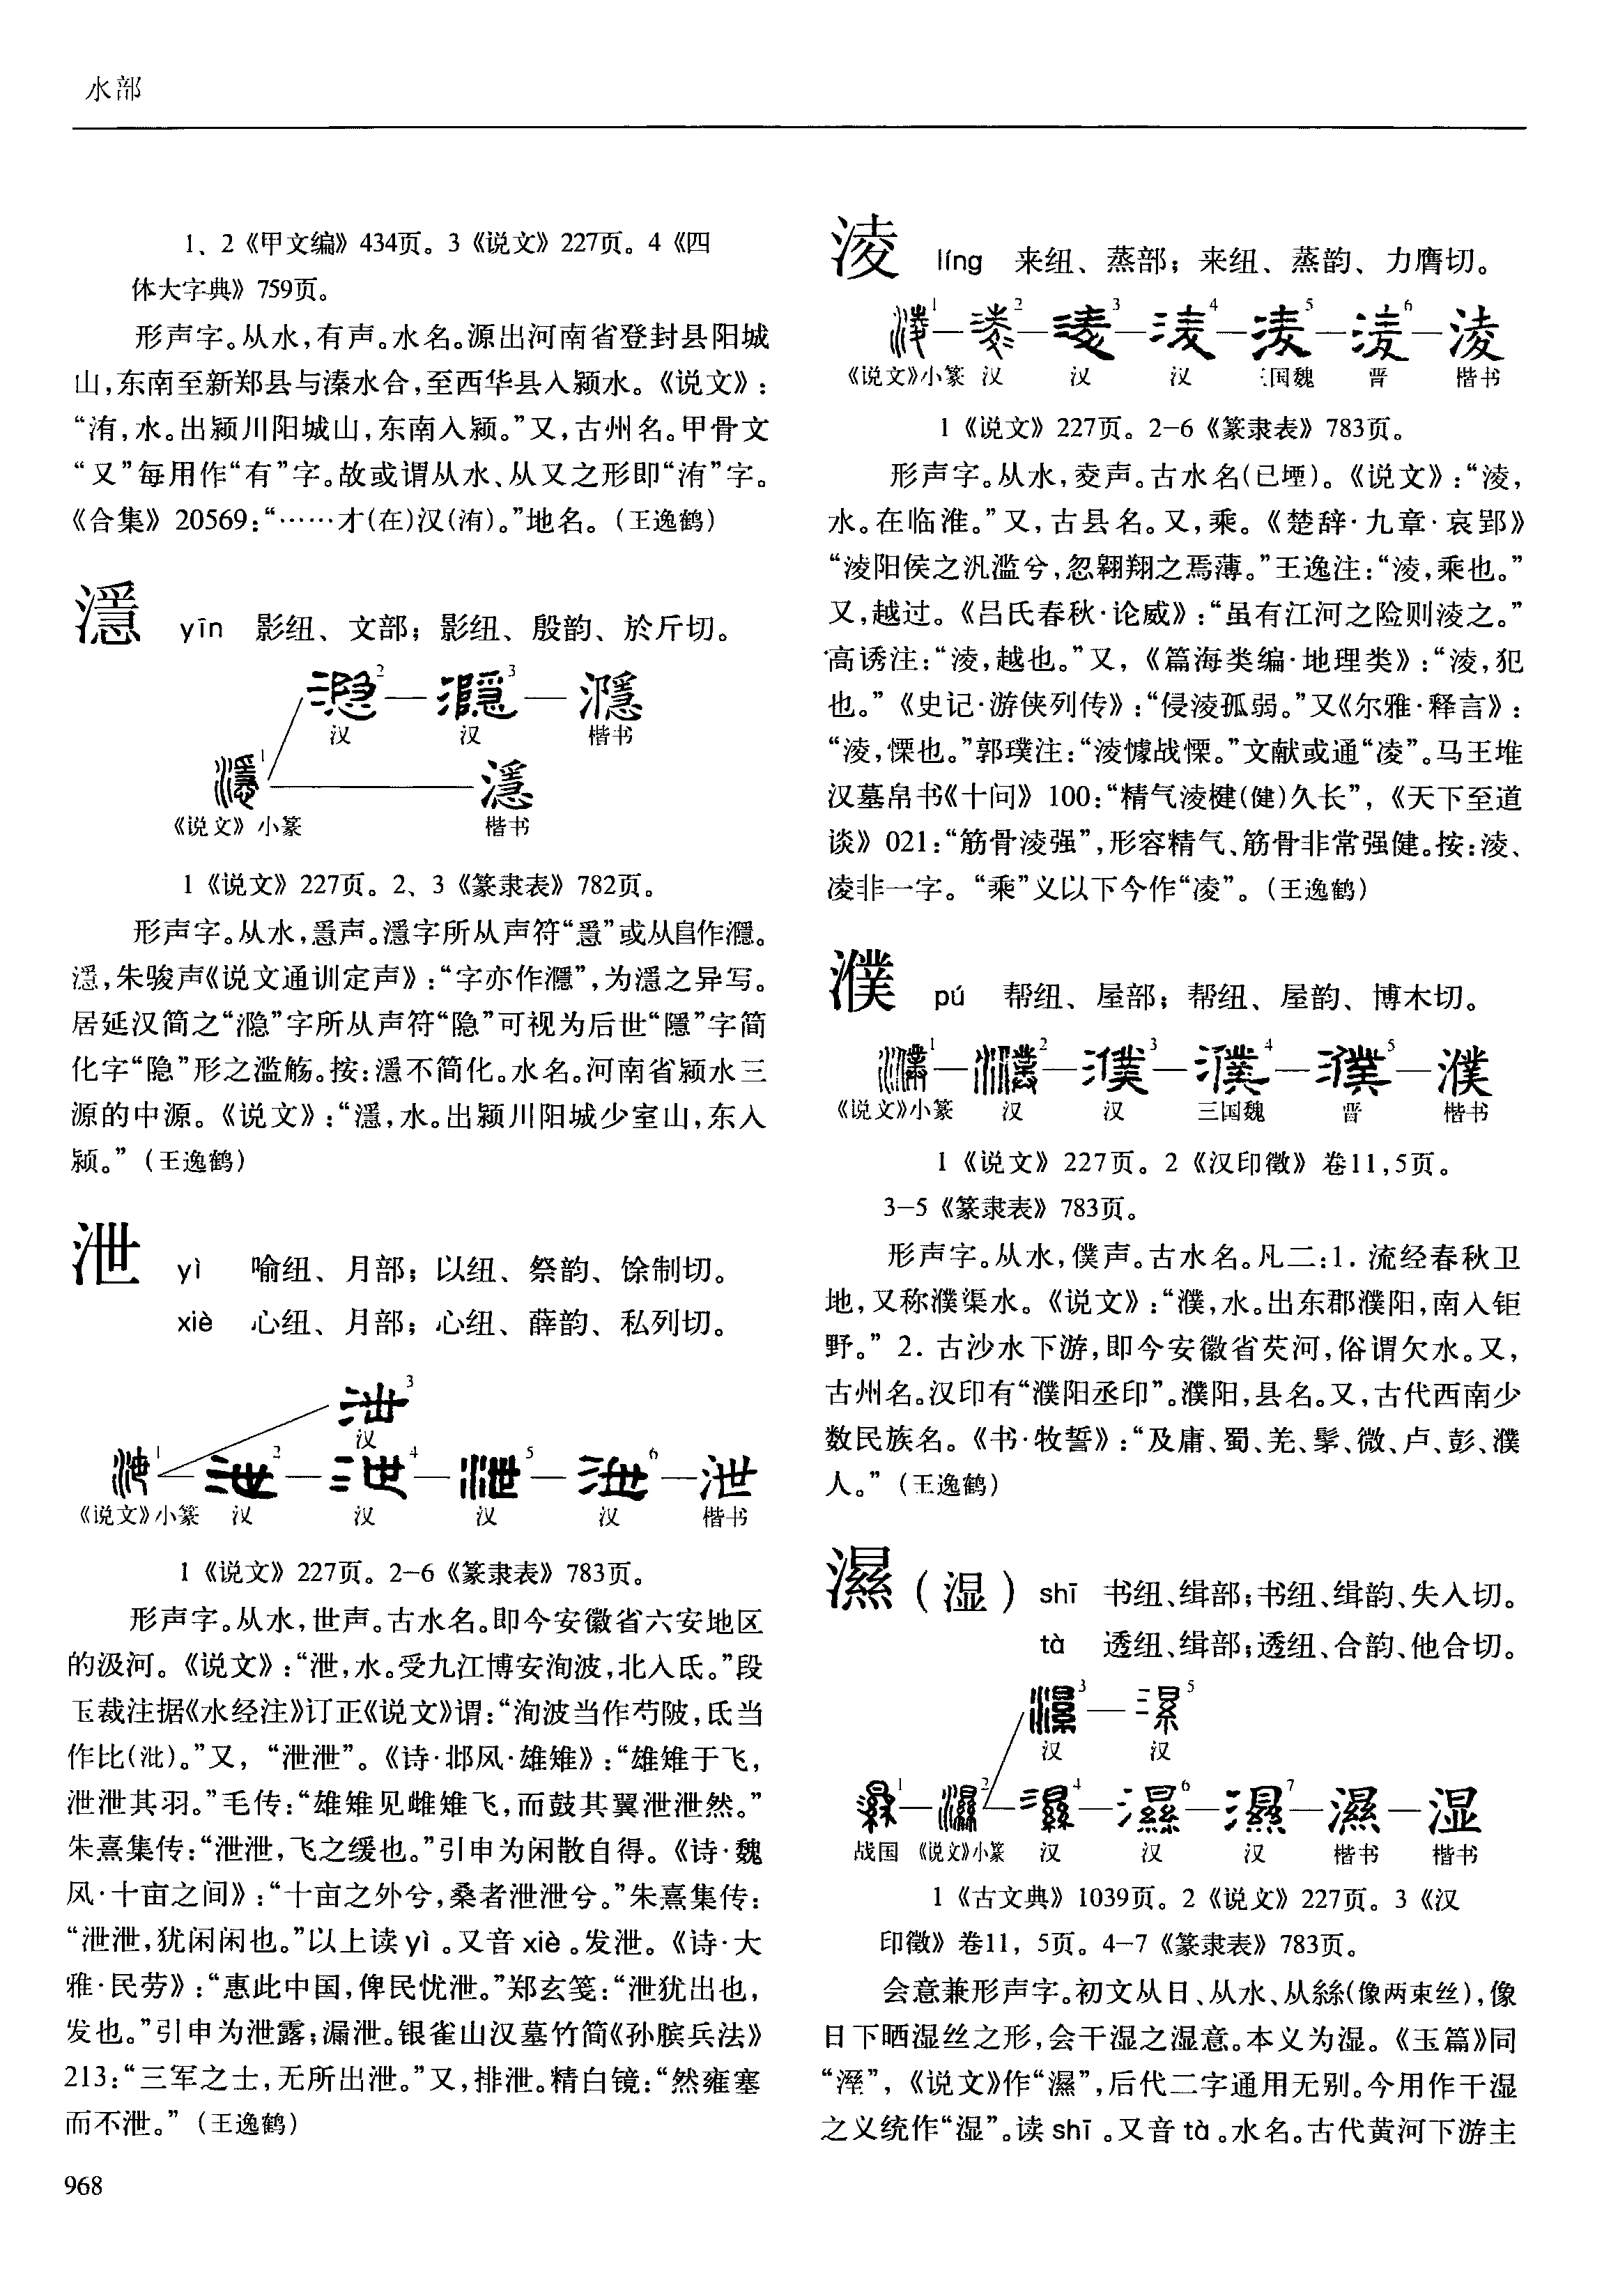 水部
1、2《甲文编》434页。3《说文》227页。4《四
体大字典》759页。
形声字。从水,有声。水名。源出河南省登封县阳城
山,东南至新郑县与溱水合,至西华县入颍水。《说文》:
“洧,水。出颍川阳城山,东南入颍。”又,古州名。甲骨文
“又”每用作“有”字。故或谓从水、从又之形即“洧”字。
《合集》20569:“……才(在)汉(洧)。”地名。(王逸鹤)
濦 yīn 影纽、文部;影纽、殷韵、於斤切。
2 3
汉 汉 楷书
1
濦
《说文》小篆 楷书
1《说文》227页。2、3《篆隶表》782页。
形声字。从水,㥯声。濦字所从声符“㥯”或从𨸏作㶏。
濦,朱骏声《说文通训定声》:“字亦作㶏”,为濦之异写。
居延汉简之“㶏”字所从声符“隐”可视为后世“隱”字简
化字“隐”形之滥觞。按:濦不简化。水名。河南省颍水三
源的中源。《说文》:“濦,水。出颍川阳城少室山,东入
颍。”(王逸鹤)
泄 yì 喻纽、月部;以纽、祭韵、馀制切。
xiè 心纽、月部;心纽、薛韵、私列切。
3
汉
1 2 4 5 6 泄
《说文》小篆 汉 汉 汉 汉 楷书
1《说文》227页。2-6《篆隶表》783页。
形声字。从水,世声。古水名。即今安徽省六安地区
的汲河。《说文》:“泄,水。受九江博安洵波,北入氐。”段
玉裁注据《水经注》订正《说文》谓:“洵波当作芍陂,氐当
作比(沘)。”又,“泄泄”。《诗·邶风·雄雉》:“雄雉于飞,
泄泄其羽。”毛传:“雄雉见雌雉飞,而鼓其翼泄泄然。”
朱熹集传:“泄泄,飞之缓也。”引申为闲散自得。《诗·魏
风·十亩之间》:“十亩之外兮,桑者泄泄兮。”朱熹集传:
“泄泄,犹闲闲也。”以上读yì。又音xiè。发泄。《诗·大
雅·民劳》:“惠此中国,俾民忧泄。”郑玄笺:“泄犹出也,
发也。”引申为泄露;漏泄。银雀山汉墓竹简《孙膑兵法》
213:“三军之士,无所出泄。”又,排泄。精白镜:“然雍塞
而不泄。”(王逸鹤)
968
淩 líng 来纽、蒸部;来纽、蒸韵、力膺切。
1 2 3 4 5 6 淩
《说文》小篆 汉 汉 汉 三国魏 晋 楷书
1《说文》227页。2-6《篆隶表》783页。
形声字。从水,夌声。古水名(已堙)。《说文》:“淩,
水。在临淮。”又,古县名。又,乘。《楚辞·九章·哀郢》
“淩阳侯之汎滥兮,忽翱翔之焉薄。”王逸注:“淩,乘也。”
又,越过。《吕氏春秋·论威》:“虽有江河之险则淩之。”
高诱注:“淩,越也。”又,《篇海类编·地理类》:“淩,犯
也。”《史记·游侠列传》:“侵淩孤弱。”又《尔雅·释言》:
“淩,慄也。”郭璞注:“淩懅战慄。”文献或通“凌”。马王堆
汉墓帛书《十问》100:“精气淩楗(健)久长”,《天下至道
谈》021:“筋骨淩强”,形容精气、筋骨非常强健。按:淩、
凌非一字。“乘”义以下今作“凌”。(王逸鹤)
濮 pú 帮纽、屋部;帮纽、屋韵、博木切。
1 2 3 4 5 濮
《说文》小篆 汉 汉 三国魏 晋 楷书
1《说文》227页。2《汉印徵》卷11,5页。
3-5《篆隶表》783页。
形声字。从水,僕声。古水名。凡二:1. 流经春秋卫
地,又称濮渠水。《说文》:“濮,水。出东郡濮阳,南入钜
野。”2. 古沙水下游,即今安徽省芡河,俗谓欠水。又,
古州名。汉印有“濮阳丞印”。濮阳,县名。又,古代西南少
数民族名。《书·牧誓》:“及庸、蜀、羌、髳、微、卢、彭、濮
人。”(王逸鹤)
濕(湿) shī 书纽、缉部;书纽、缉韵、失入切。
tà 透纽、缉部;透纽、合韵、他合切。
3 5
汉 汉
1 2 4 6 7 濕 湿
战国 《说文》小篆 汉 汉 汉 楷书 楷书
1《古文典》1039页。2《说文》227页。3《汉
印徵》卷11,5页。4-7《篆隶表》783页。
会意兼形声字。初文从日、从水、从絲(像两束丝),像
日下晒湿丝之形,会干湿之湿意。本义为湿。《玉篇》同
“溼”,《说文》作“濕”,后代二字通用无别。今用作干湿
之义统作“湿”。读shī。又音tà。水名。古代黄河下游主